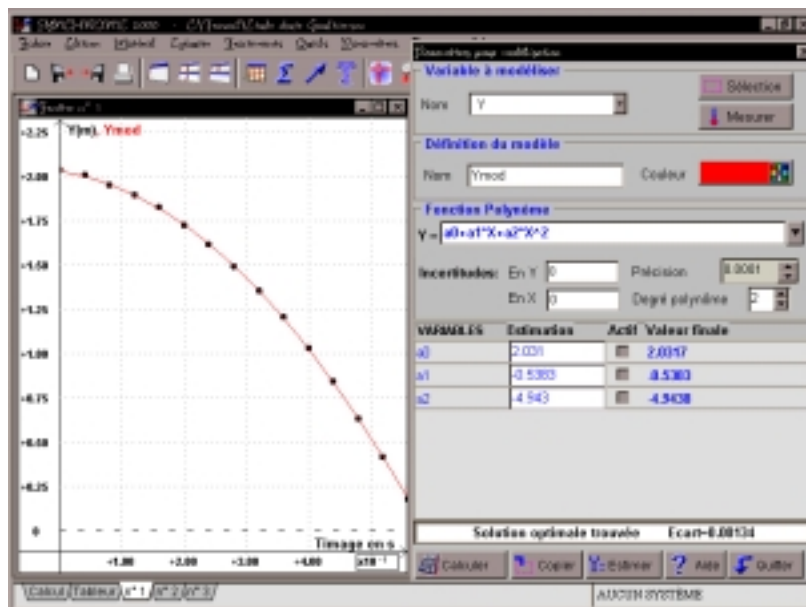 Y(m), Ymod
+2.25
+2.00
+1.75
+1.50
+1.25
+1.00
+0.75
+0.50
+0.25
0
+1.00 +2.00 +3.00 +4.00
Timage en s
Calcul Tableur n° 1 n° 2 n° 3
Variable à modéliser
Nom Y
Sélection
Mesurer
Définition du modèle
Nom Ymod Couleur
Fonction Polynôme
Y = a0+a1*X+a2*X^2
Incertitudes: En Y 0 Précision 0.0001
En X 0 Degré polynôme 2
VARIABLES Estimation Actif Valeur finale
a0 2.031 2.0317
a1 -0.5383 -0.5383
a2 -4.943 -4.9438
Solution optimale trouvée Ecart=0.00134
Calculer Copier Y=Estimer ? Aide Quitter
AUCUN SYSTÈME